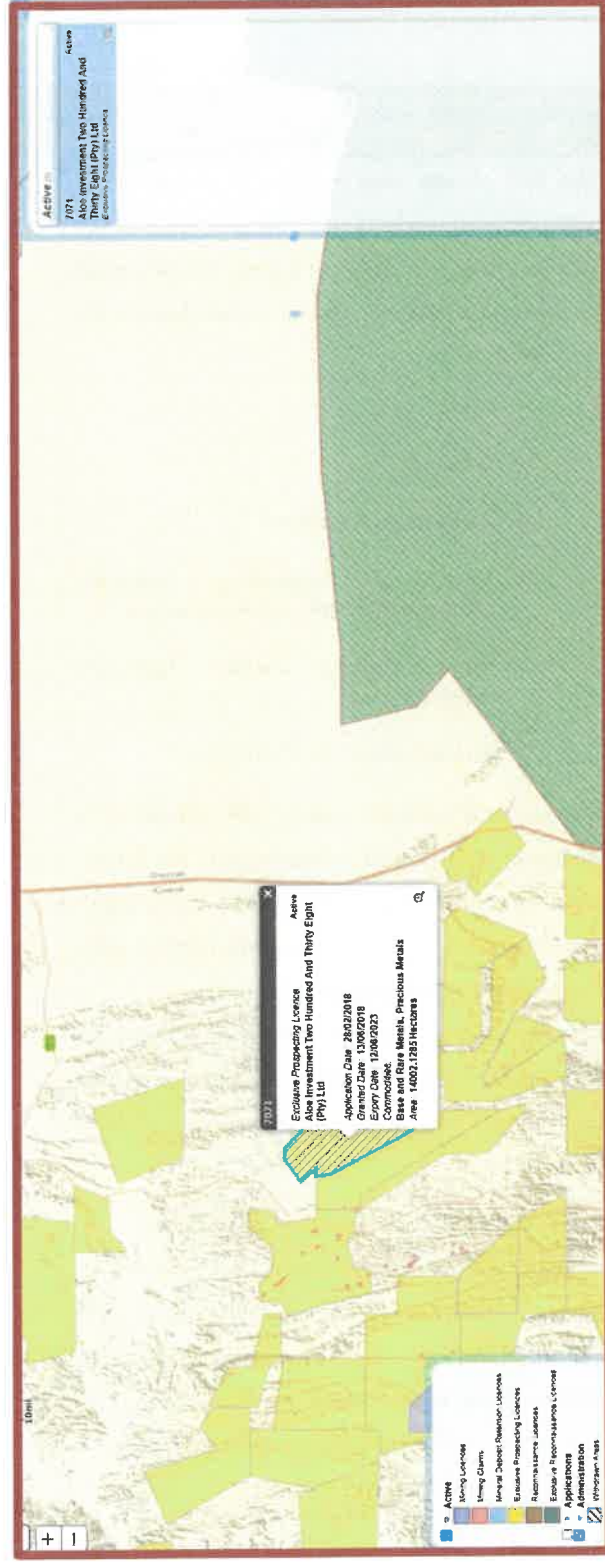 Active
7071
Active
Aloe Investment Two Hundred And
Thirty Eight (Pty) Ltd
Exclusive Prospecting Licence
7071
Exclusive Prospecting Licence
Active
Aloe Investment Two Hundred And Thirty Eight
(Pty) Ltd
Application Date 28/02/2018
Granted Date 13/06/2018
Expiry Date 12/06/2023
Commodities
Base and Rare Metals, Precious Metals
Area 14002.1285 Hectares
+
−
10mi
Active
Mining Licences
Mining Claims
Mineral Deposit Retention Licences
Exclusive Prospecting Licences
Reconnaissance Licences
Exclusive Reconnaissance Licences
Applications
Administration
Withdrawn Areas